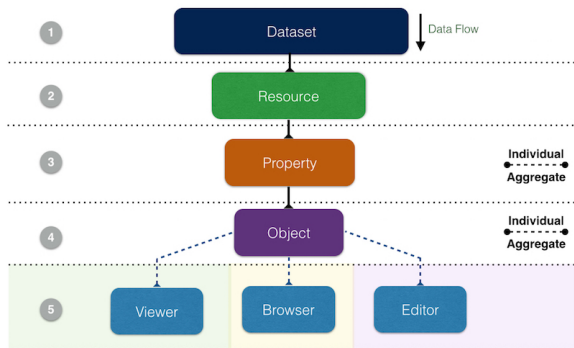 1
Dataset
Data Flow
2
Resource
3
Property
Individual
Aggregate
4
Object
Individual
Aggregate
5
Viewer
Browser
Editor